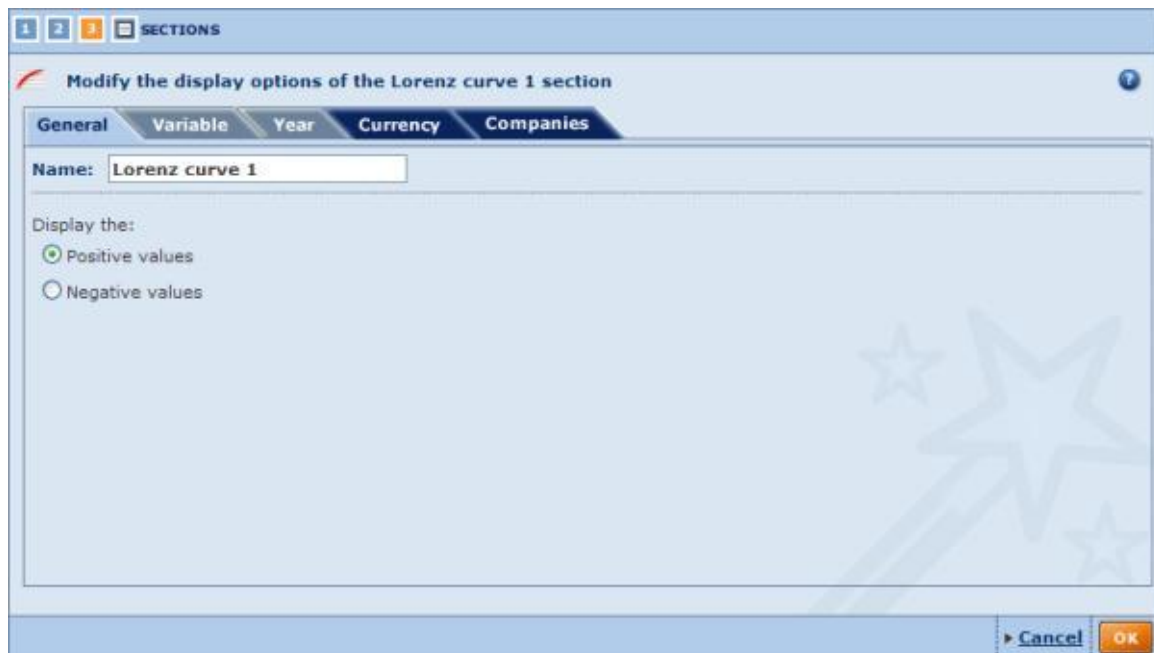 1 2 3 SECTIONS
Modify the display options of the Lorenz curve 1 section ?
General Variable Year Currency Companies
Name: Lorenz curve 1
Display the:
Positive values
Negative values
Cancel OK